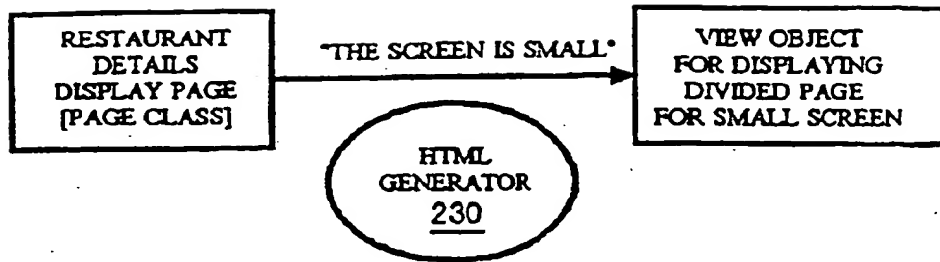 RESTAURANT
DETAILS
DISPLAY PAGE
[PAGE CLASS]
"THE SCREEN IS SMALL"
VIEW OBJECT
FOR DISPLAYING
DIVIDED PAGE
FOR SMALL SCREEN
HTML
GENERATOR
230